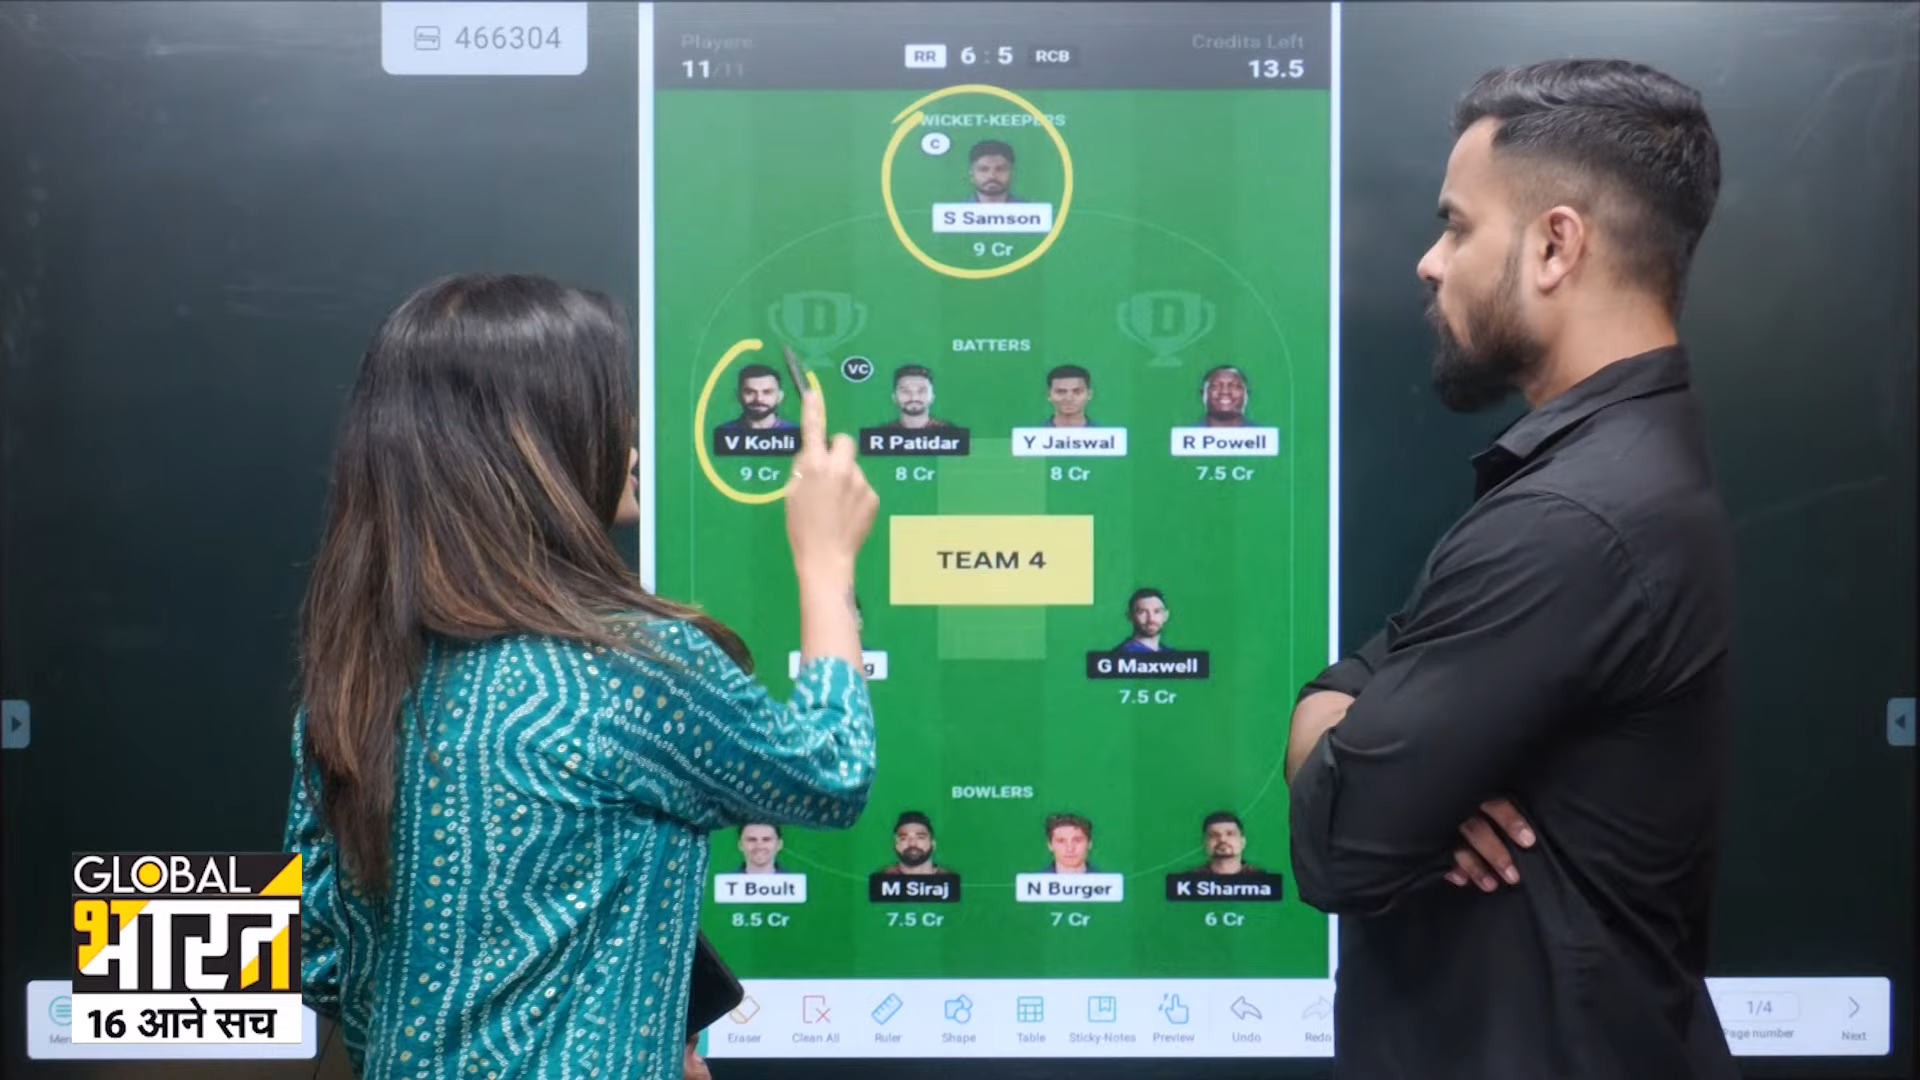 466304
Players
11/11
RR 6 : 5 RCB
Credits Left
13.5
WICKET-KEEPERS
C
S Samson
9 Cr
D D
BATTERS
VC
V Kohli R Patidar Y Jaiswal R Powell
9 Cr 8 Cr 8 Cr 7.5 Cr
TEAM 4
G Maxwell
7.5 Cr
BOWLERS
T Boult M Siraj N Burger K Sharma
8.5 Cr 7.5 Cr 7 Cr 6 Cr
GLOBAL
भारत
16 आने सच
Eraser Clean All Ruler Shape Table Sticky-Notes Preview Undo Redo
1/4
Page number Next